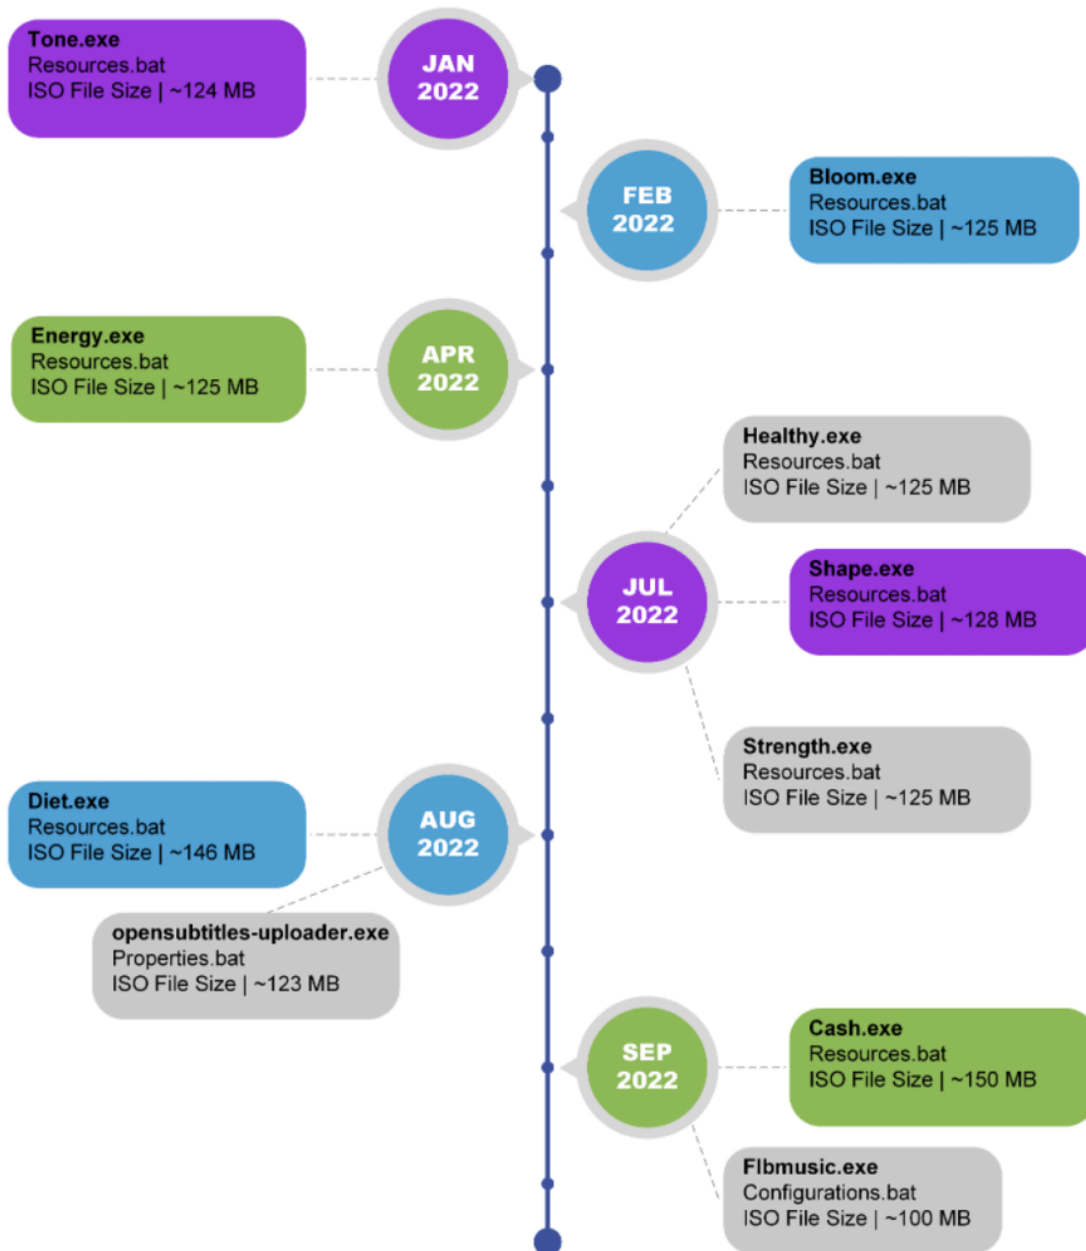 Tone.exe
Resources.bat
ISO File Size | ~124 MB
JAN
2022
FEB
2022
Bloom.exe
Resources.bat
ISO File Size | ~125 MB
Energy.exe
Resources.bat
ISO File Size | ~125 MB
APR
2022
Healthy.exe
Resources.bat
ISO File Size | ~125 MB
JUL
2022
Shape.exe
Resources.bat
ISO File Size | ~128 MB
Strength.exe
Resources.bat
ISO File Size | ~125 MB
Diet.exe
Resources.bat
ISO File Size | ~146 MB
AUG
2022
opensubtitles-uploader.exe
Properties.bat
ISO File Size | ~123 MB
SEP
2022
Cash.exe
Resources.bat
ISO File Size | ~150 MB
Flbmusic.exe
Configurations.bat
ISO File Size | ~100 MB